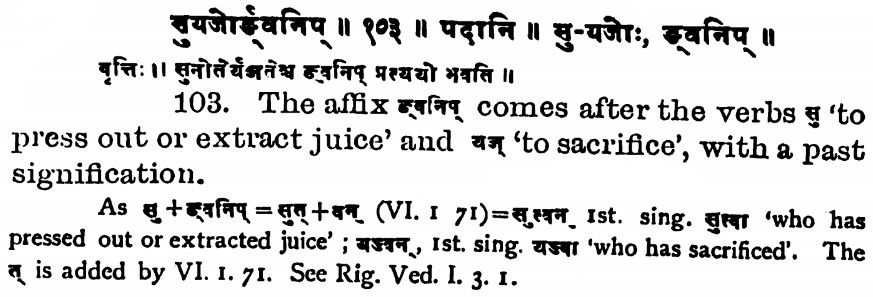 सुयजोर्ङ्वनिप् ॥ १०३ ॥ पदानि ॥ सु-यजोः, ङ्वनिप् ॥
वृत्तिः ॥ सुनोतेर्यजतेश्च ङ्वनिप् प्रत्ययो भवति ॥
103. The affix ङ्वनिप् comes after the verbs सु ‘to
press out or extract juice’ and यज् ‘to sacrifice’, with a past
signification.
As सु + ङ्वनिप् = सुत् + वन् (VI. 1 71) = सुत्वन् 1st. sing. सुत्वा ‘who has
pressed out or extracted juice’ ; यज्वन्, 1st. sing. यज्वा ‘who has sacrificed’. The
त् is added by VI. 1. 71. See Rig. Ved. I. 3. 1.